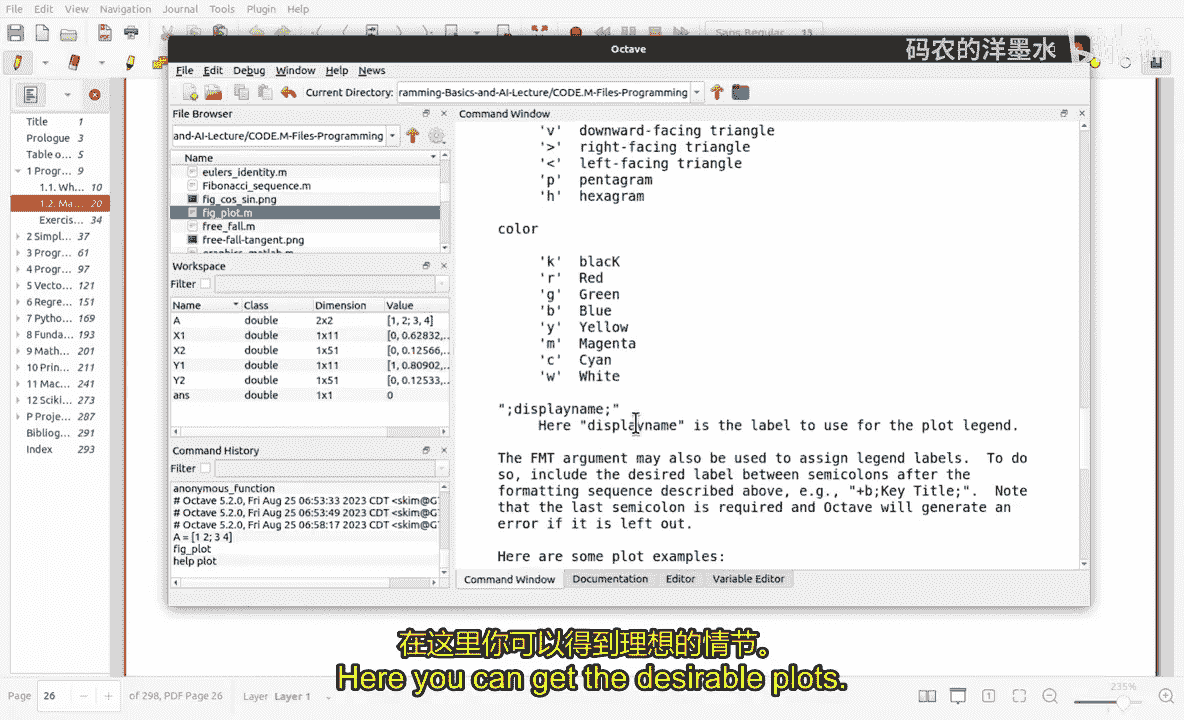 File Edit View Navigation Journal Tools Plugin Help
Octave
码农的洋墨水
File Edit Debug Window Help News
Current Directory: ramming-Basics-and-AI-Lecture/CODE.M-Files-Programming
File Browser
and-AI-Lecture/CODE.M-Files-Programming
Name
eulers_identity.m
Fibonacci_sequence.m
fig_cos_sin.png
fig_plot.m
free_fall.m
free-fall-tangent.png
Workspace
Filter
Name Class Dimension Value
A double 2x2 [1, 2; 3, 4]
X1 double 1x11 [0, 0.62832,...
X2 double 1x51 [0, 0.12566,...
Y1 double 1x11 [1, 0.80902,...
Y2 double 1x51 [0, 0.12533,...
ans double 1x1 0
Command History
Filter
anonymous_function
# Octave 5.2.0, Fri Aug 25 06:53:33 2023 CDT <skim@G
# Octave 5.2.0, Fri Aug 25 06:53:49 2023 CDT <skim@G
# Octave 5.2.0, Fri Aug 25 06:58:17 2023 CDT <skim@G
A = [1 2; 3 4]
fig_plot
help plot
Command Window
'v' downward-facing triangle
'>' right-facing triangle
'<' left-facing triangle
'p' pentagram
'h' hexagram
color
'k' blacK
'r' Red
'g' Green
'b' Blue
'y' Yellow
'm' Magenta
'c' Cyan
'w' White
";displayname;"
Here "displayname" is the label to use for the plot legend.
The FMT argument may also be used to assign legend labels. To do
so, include the desired label between semicolons after the
formatting sequence described above, e.g., "+b;Key Title;". Note
that the last semicolon is required and Octave will generate an
error if it is left out.
Here are some plot examples:
Command Window Documentation Editor Variable Editor
Title 1
Prologue 3
Table o... 5
1 Progr... 9
1.1. Wh... 10
1.2. Ma... 20
Exercis... 34
2 Simpl... 37
3 Progr... 61
4 Progr... 97
5 Vecto... 121
6 Regre... 151
7 Pytho... 169
8 Funda... 193
9 Math... 201
10 Prin... 211
11 Mac... 241
12 Sciki... 273
P Proje... 287
Bibliog... 291
Index 293
在这里你可以得到理想的情节。
Here you can get the desirable plots.
Page 26 of 298, PDF Page 26 Layer Layer 1
235%